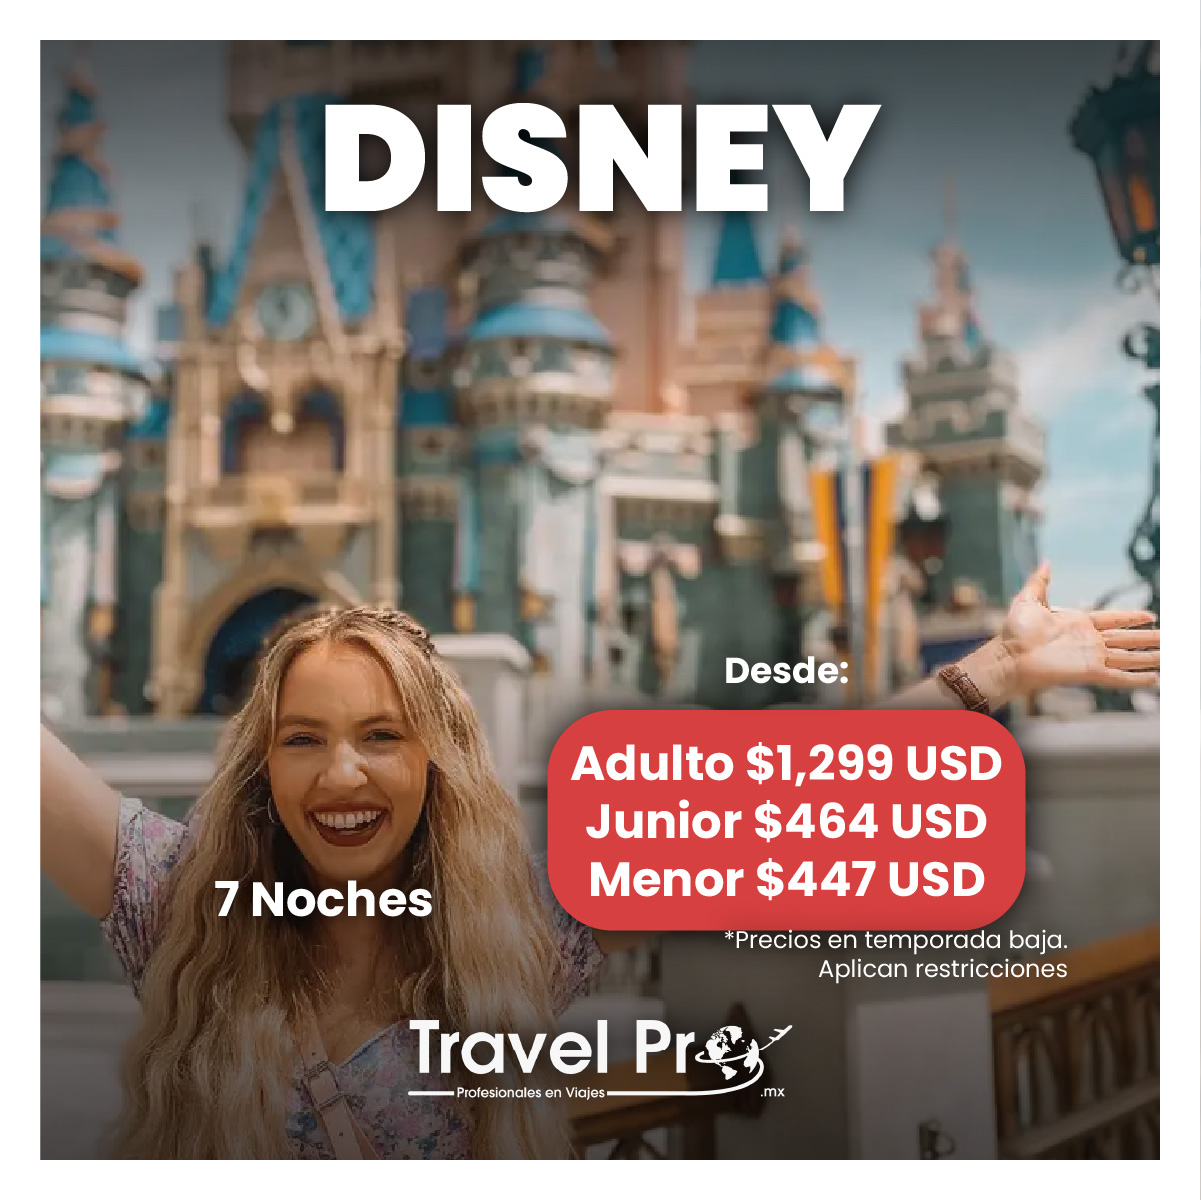 DISNEY
Desde:
Adulto $1,299 USD
Junior $464 USD
Menor $447 USD
7 Noches
*Precios en temporada baja.
Aplican restricciones
Travel Pro
Profesionales en Viajes
.mx